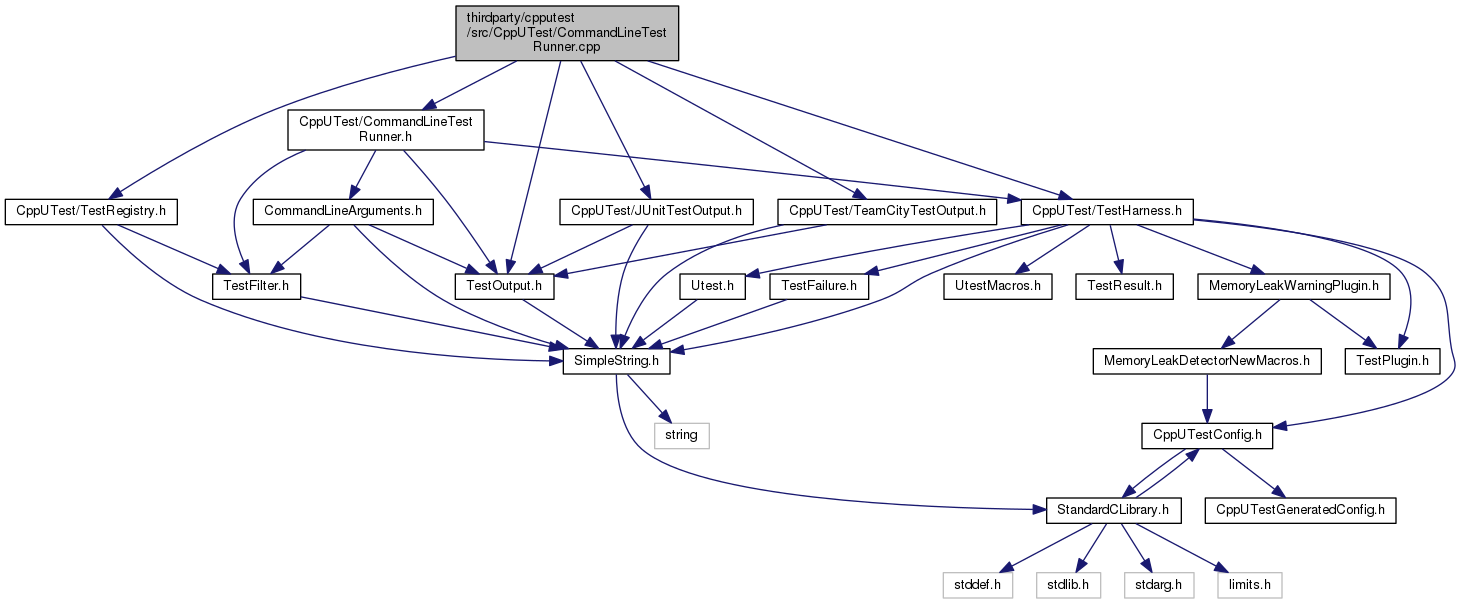 thirdparty/cpputest
/src/CppUTest/CommandLineTest
Runner.cpp
CppUTest/CommandLineTest
Runner.h
CppUTest/TestRegistry.h
CommandLineArguments.h
CppUTest/JUnitTestOutput.h
CppUTest/TeamCityTestOutput.h
CppUTest/TestHarness.h
TestFilter.h
TestOutput.h
Utest.h
TestFailure.h
UtestMacros.h
TestResult.h
MemoryLeakWarningPlugin.h
SimpleString.h
MemoryLeakDetectorNewMacros.h
TestPlugin.h
string
CppUTestConfig.h
StandardCLibrary.h
CppUTestGeneratedConfig.h
stddef.h
stdlib.h
stdarg.h
limits.h